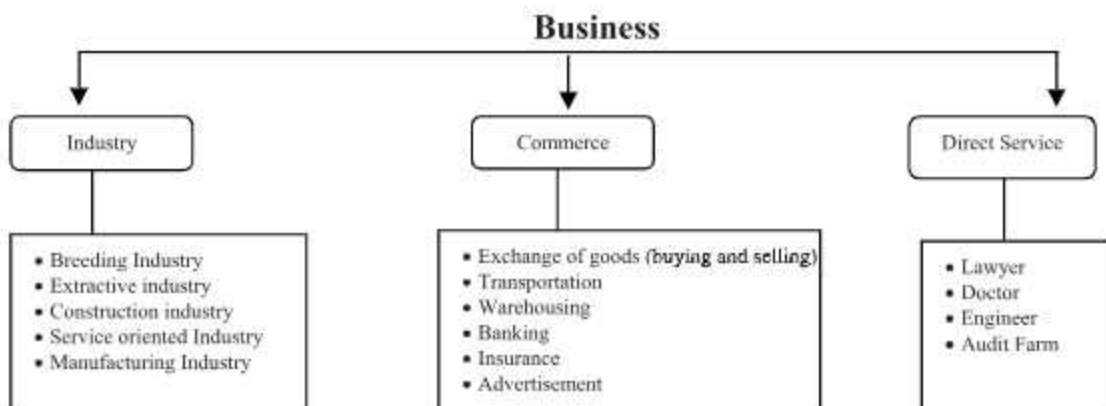 Business
Industry
Commerce
Direct Service
• Breeding Industry
• Extractive industry
• Construction industry
• Service oriented Industry
• Manufacturing Industry
• Exchange of goods (buying and selling)
• Transportation
• Warehousing
• Banking
• Insurance
• Advertisement
• Lawyer
• Doctor
• Engineer
• Audit Farm